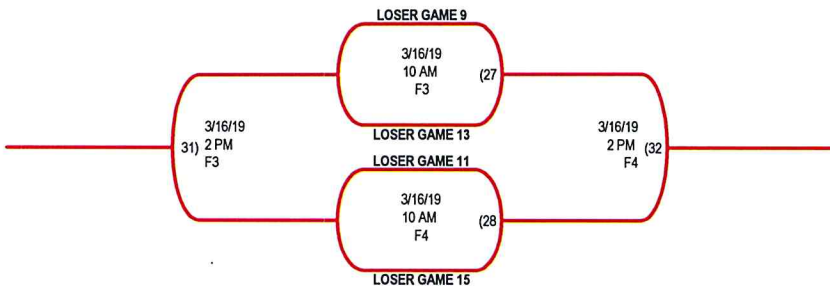 LOSER GAME 9
3/16/19
10 AM
F3
(27
LOSER GAME 13
31)
3/16/19
2 PM
F3
3/16/19
2 PM
F4
(32
LOSER GAME 11
3/16/19
10 AM
F4
(28
LOSER GAME 15